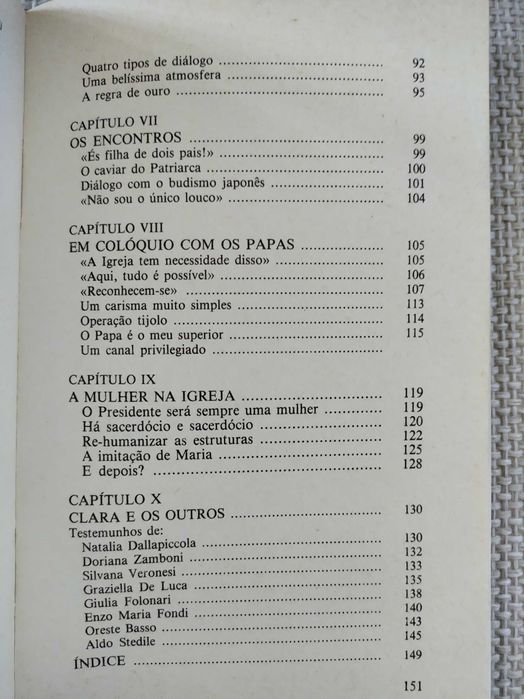 Quatro tipos de diálogo ........................................ 92
Uma belíssima atmosfera ........................................ 93
A regra de ouro ........................................ 95
CAPÍTULO VII
OS ENCONTROS ........................................ 99
«És filha de dois pais!» ........................................ 99
O caviar do Patriarca ........................................ 100
Diálogo com o budismo japonês ........................................ 101
«Não sou o único louco» ........................................ 104
CAPÍTULO VIII
EM COLÓQUIO COM OS PAPAS .................... 105
«A Igreja tem necessidade disso» .................... 105
«Aqui, tudo é possível» .................... 106
«Reconhecem-se» .................... 107
Um carisma muito simples .................... 113
Operação tijolo .................... 114
O Papa é o meu superior .................... 115
Um canal privilegiado ....................
CAPÍTULO IX
A MULHER NA IGREJA .................... 119
O Presidente será sempre uma mulher .................... 119
Há sacerdócio e sacerdócio .................... 120
Re-humanizar as estruturas .................... 122
A imitação de Maria .................... 125
E depois? .................... 128
CAPÍTULO X
CLARA E OS OUTROS .................... 130
Testemunhos de:
Natalia Dallapiccola .................... 130
Doriana Zamboni .................... 132
Silvana Veronesi .................... 133
Graziella De Luca .................... 135
Giulia Folonari .................... 138
Enzo Maria Fondi .................... 140
Oreste Basso .................... 143
Aldo Stedile .................... 145
ÍNDICE .................... 149
151